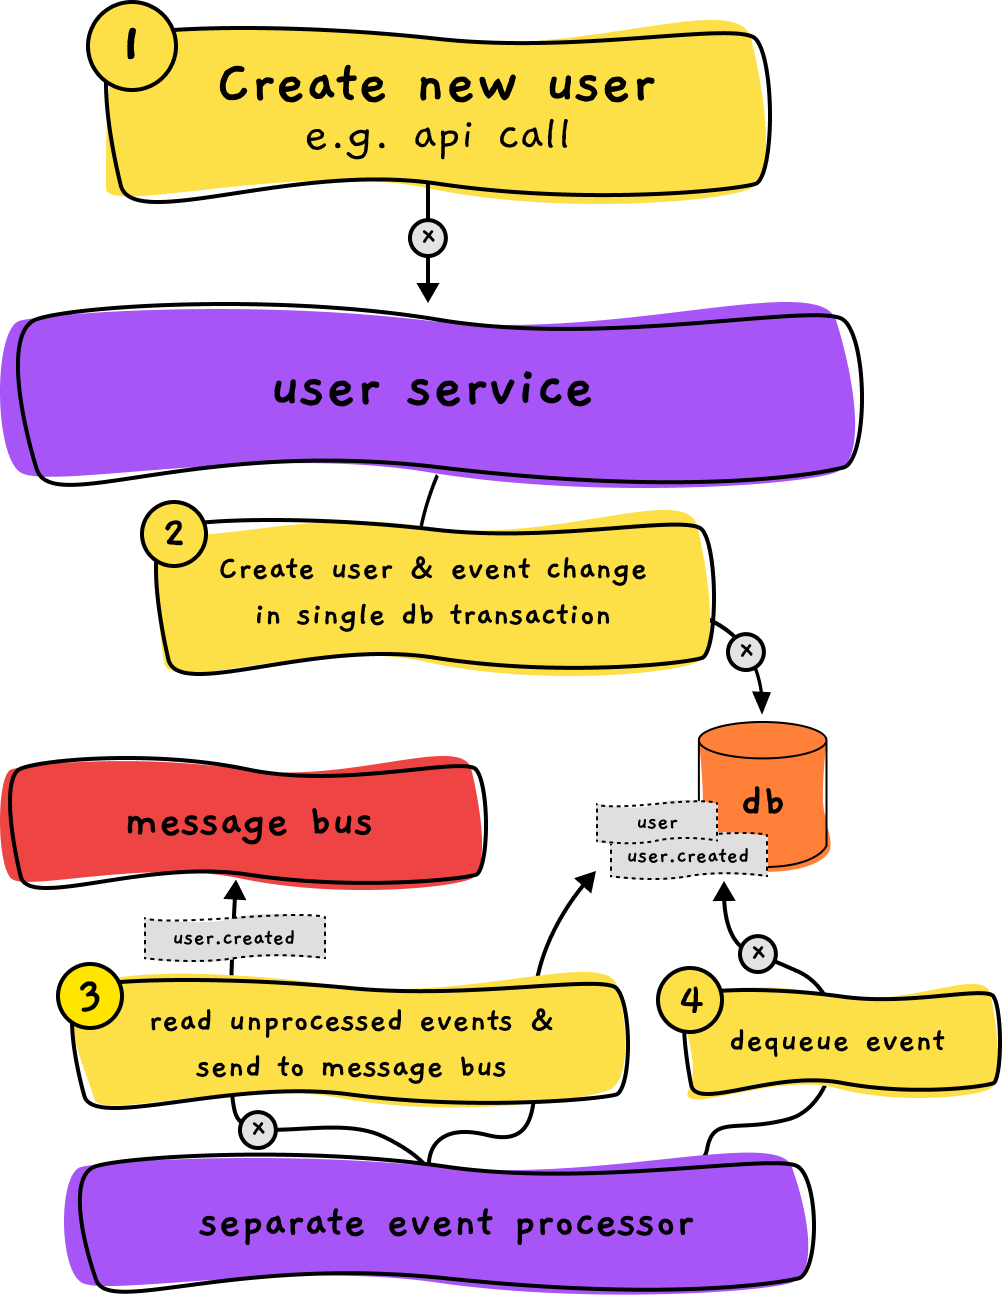 1
Create new user
e.g. api call
x
user service
2
Create user & event change
in single db transaction
x
db
user
user.created
message bus
user.created
3
read unprocessed events &
send to message bus
x
4
dequeue event
x
separate event processor